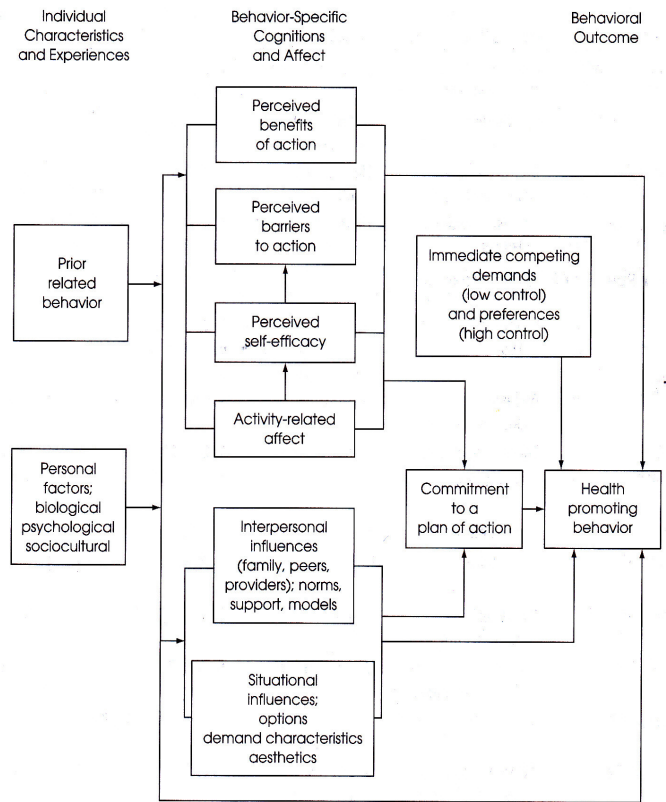 Individual
Characteristics
and Experiences
Behavior-Specific
Cognitions
and Affect
Behavioral
Outcome
Perceived
benefits
of action
Perceived
barriers
to action
Prior
related
behavior
Immediate competing
demands
(low control)
and preferences
(high control)
Perceived
self-efficacy
Activity-related
affect
Personal
factors;
biological
psychological
sociocultural
Commitment
to a
plan of action
Health
promoting
behavior
Interpersonal
influences
(family, peers,
providers); norms,
support, models
Situational
influences;
options
demand characteristics
aesthetics